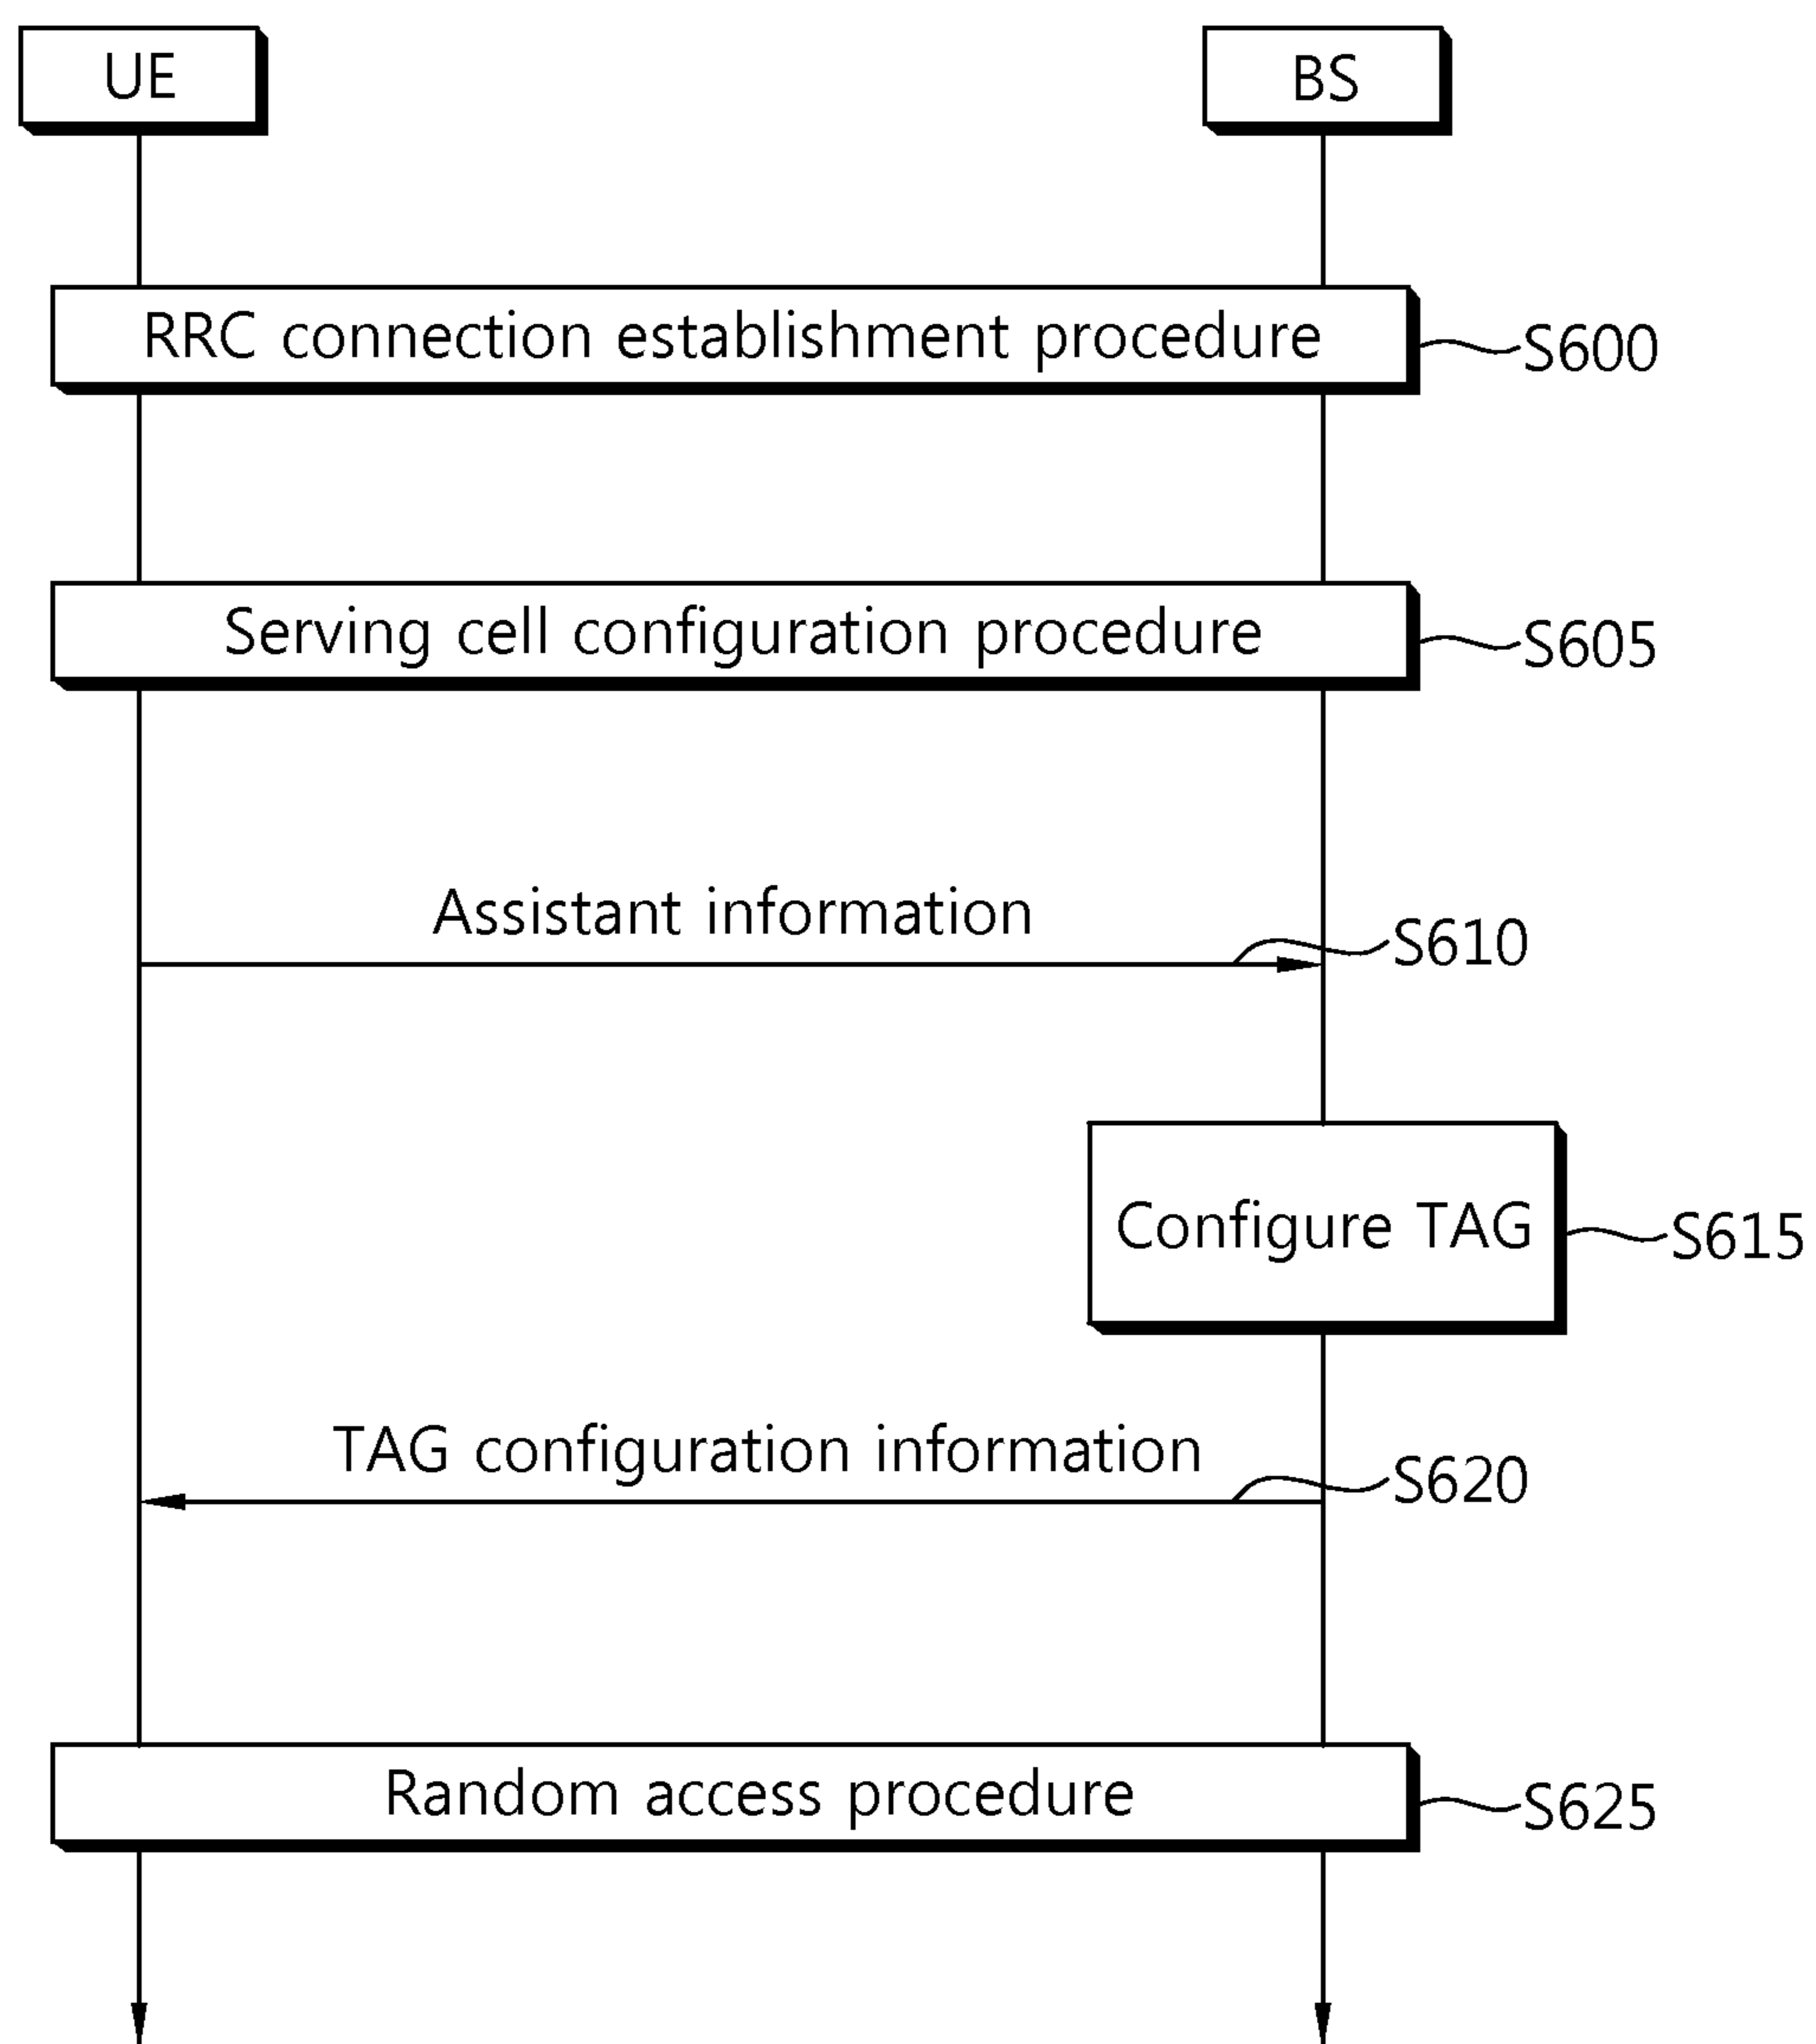 UE
BS
RRC connection establishment procedure
S600
Serving cell configuration procedure
S605
Assistant information
S610
Configure TAG
S615
TAG configuration information
S620
Random access procedure
S625